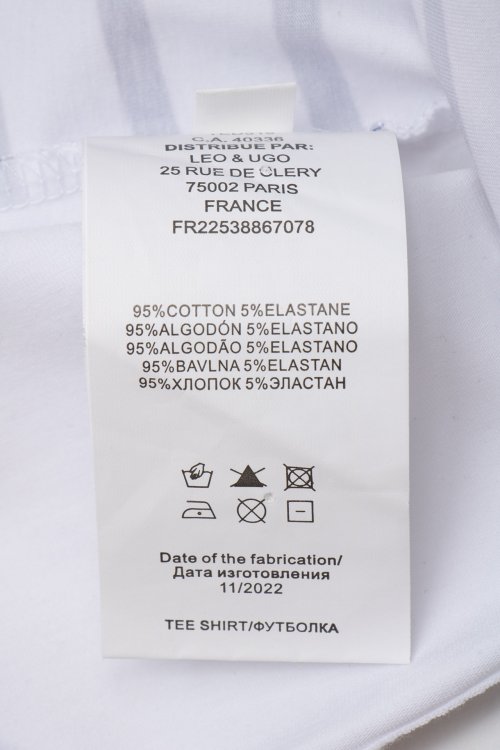 C.A. 40336
DISTRIBUE PAR:
LEO & UGO
25 RUE DE CLERY
75002 PARIS
FRANCE
FR22538867078
95%COTTON 5%ELASTANE
95%ALGODÓN 5%ELASTANO
95%ALGODÃO 5%ELASTANO
95%BAVLNA 5%ELASTAN
95%ХЛОПОК 5%ЭЛАСТАН
Date of the fabrication/
Дата изготовления
11/2022
TEE SHIRT/ФУТБОЛКА